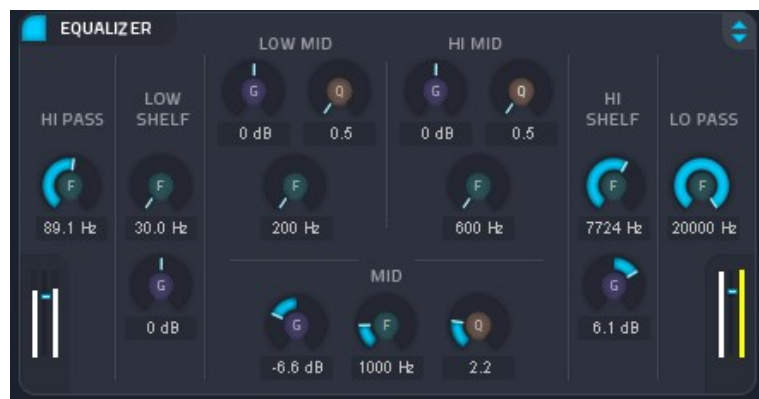 EQUALIZER
LOW MID
HI MID
G
Q
G
Q
0 dB
0.5
0 dB
0.5
HI PASS
LOW
SHELF
HI
SHELF
LO PASS
F
F
F
F
F
F
89.1 Hz
30.0 Hz
200 Hz
600 Hz
7724 Hz
20000 Hz
MID
G
G
0 dB
6.1 dB
G
F
Q
-6.6 dB
1000 Hz
2.2